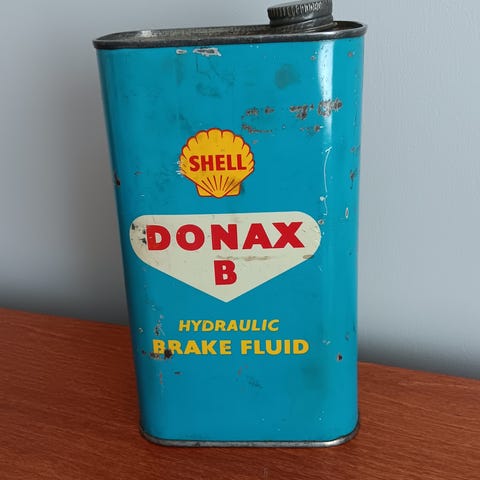 SHELL
DONAX
B
HYDRAULIC
BRAKE FLUID